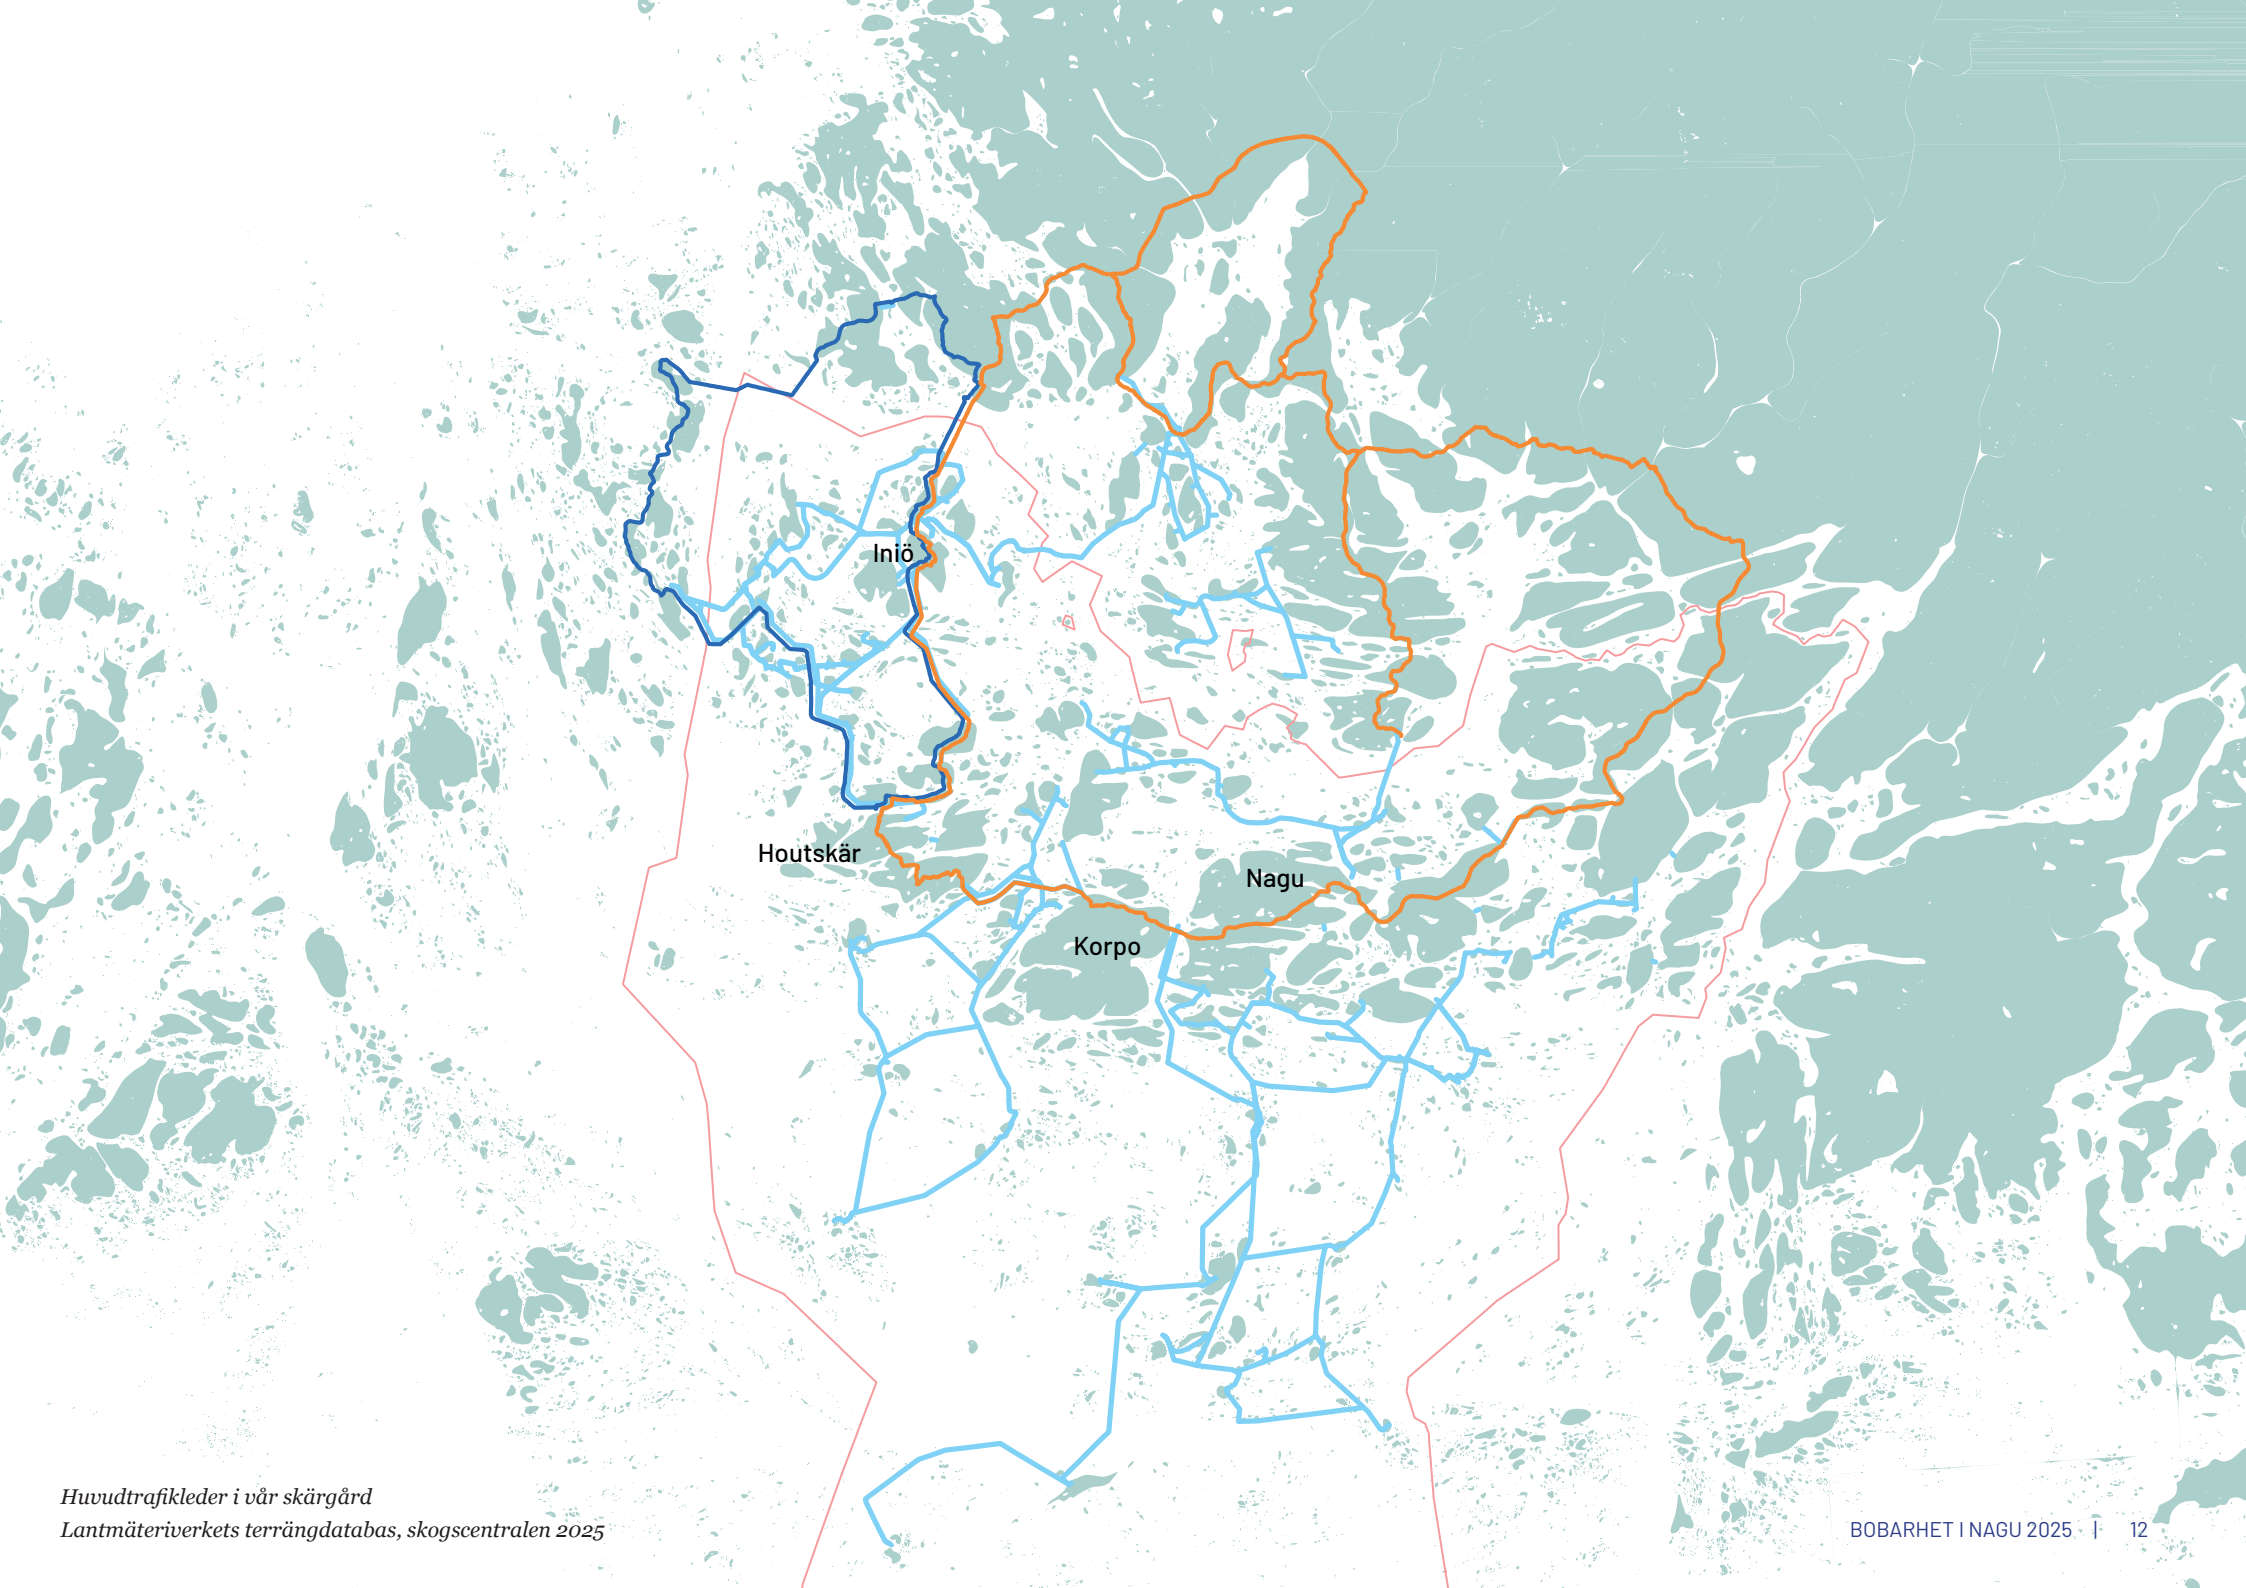 Iniö
Houtskär
Nagu
Korpo
Huvudtrafikleder i vår skärgård
Lantmäteriverkets terrängdatabas, skogscentralen 2025
BOBARHET I NAGU 2025 | 12